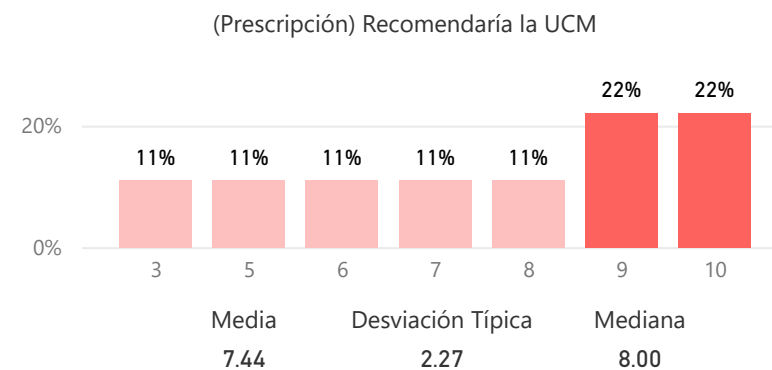 (Prescripción) Recomendaría la UCM
22% 22%
20%
11% 11% 11% 11% 11%
0%
3 5 6 7 8 9 10
Media Desviación Típica Mediana
7.44 2.27 8.00